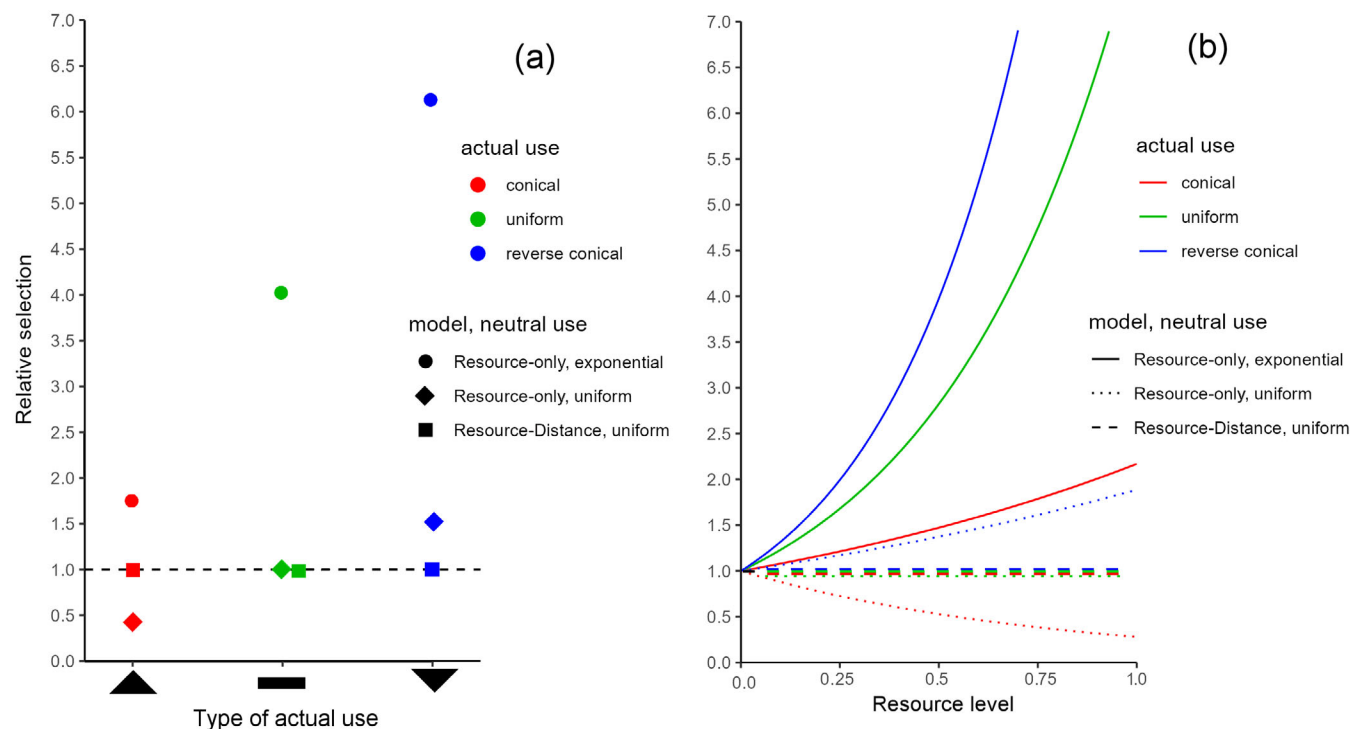 (a)
Relative selection
7.0
6.5
6.0
5.5
5.0
4.5
4.0
3.5
3.0
2.5
2.0
1.5
1.0
0.5
0.0
actual use
conical
uniform
reverse conical
model, neutral use
Resource-only, exponential
Resource-only, uniform
Resource-Distance, uniform
Type of actual use
(b)
7.0
6.5
6.0
5.5
5.0
4.5
4.0
3.5
3.0
2.5
2.0
1.5
1.0
0.5
0.0
actual use
conical
uniform
reverse conical
model, neutral use
Resource-only, exponential
Resource-only, uniform
Resource-Distance, uniform
0.0 0.25 0.5 0.75 1.0
Resource level